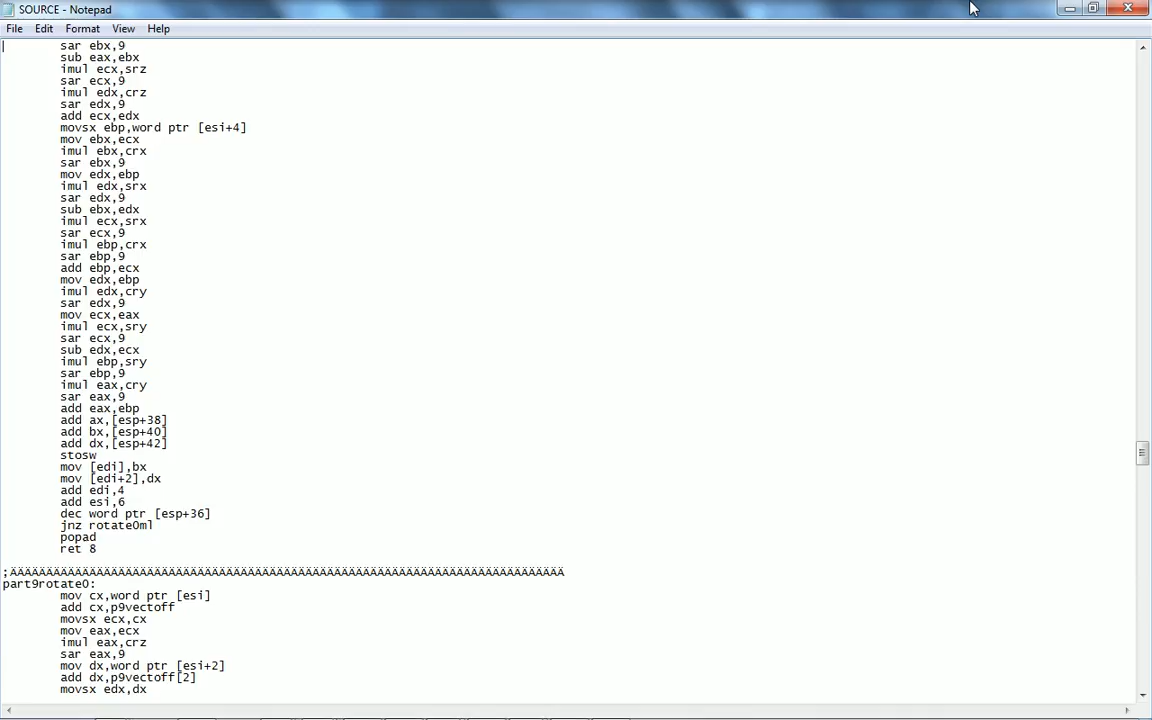 SOURCE - Notepad
File Edit Format View Help
sar ebx,9
sub eax,ebx
imul ecx,srz
sar ecx,9
imul edx,crz
sar edx,9
add ecx,edx
movsx ebp,word ptr [esi+4]
mov ebx,ecx
imul ebx,crx
sar ebx,9
mov edx,ebp
imul edx,srx
sar edx,9
sub ebx,edx
imul ecx,srx
sar ecx,9
imul ebp,crx
sar ebp,9
add ebp,ecx
mov edx,ebp
imul edx,cry
sar edx,9
mov ecx,eax
imul ecx,sry
sar ecx,9
sub edx,ecx
imul ebp,sry
sar ebp,9
imul eax,cry
sar eax,9
add eax,ebp
add ax,[esp+38]
add bx,[esp+40]
add dx,[esp+42]
stosw
mov [edi],bx
mov [edi+2],dx
add edi,4
add esi,6
dec word ptr [esp+36]
jnz rotate0ml
popad
ret 8
;ÄÄÄÄÄÄÄÄÄÄÄÄÄÄÄÄÄÄÄÄÄÄÄÄÄÄÄÄÄÄÄÄÄÄÄÄÄÄÄÄÄÄÄÄÄÄÄÄÄÄÄÄÄÄÄÄÄÄÄÄÄÄÄÄÄÄÄÄÄÄÄÄÄÄÄÄÄ
part9rotate0:
mov cx,word ptr [esi]
add cx,p9vectoff
movsx ecx,cx
mov eax,ecx
imul eax,crz
sar eax,9
mov dx,word ptr [esi+2]
add dx,p9vectoff[2]
movsx edx,dx